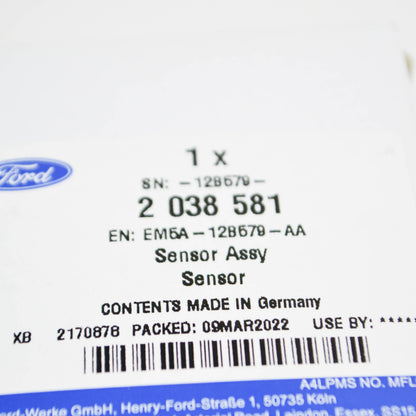 1 x
Ford
SN: -12B579-
2 038 581
EN: EM5A-12B579-AA
Sensor Assy
Sensor
CONTENTS MADE IN Germany
XB 2170878 PACKED: 09MAR2022 USE BY: *****
A4LPMS NO. MFL
Ford-Werke GmbH, Henry-Ford-Straße 1, 50735 Köln